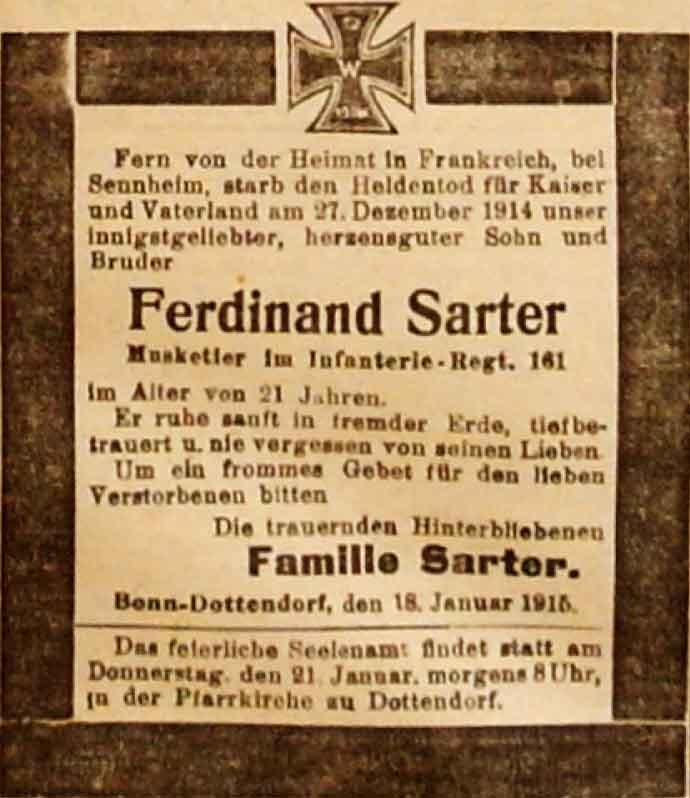 W
Fern von der Heimat in Frankreich, bei
Sennheim, starb den Heldentod für Kaiser
und Vaterland am 27. Dezember 1914 unser
innigstgeliebter, herzensguter Sohn und
Bruder
Ferdinand Sarter
Musketier im Infanterie-Regt. 161
im Alter von 21 Jahren.
Er ruhe sanft in fremder Erde, tiefbe-
trauert u. nie vergessen von seinen Lieben.
Um ein frommes Gebet für den lieben
Verstorbenen bitten
Die trauernden Hinterbliebenen
Familie Sarter.
Bonn-Dottendorf, den 18. Januar 1915.
Das feierliche Seelenamt findet statt am
Donnerstag, den 21. Januar, morgens 8 Uhr,
in der Pfarrkirche zu Dottendorf.